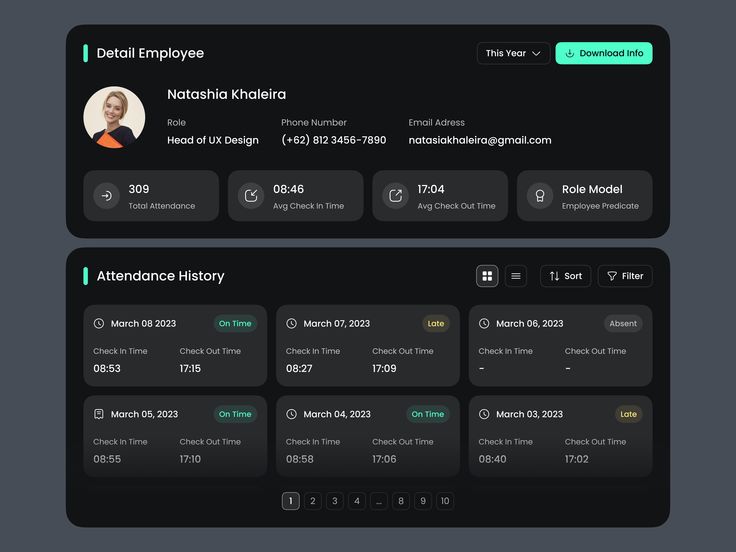 Detail Employee
This Year
Download Info
Natashia Khaleira
Role
Phone Number
Email Adress
Head of UX Design
(+62) 812 3456-7890
natasiakhaleira@gmail.com
309
Total Attendance
08:46
Avg Check In Time
17:04
Avg Check Out Time
Role Model
Employee Predicate
Attendance History
Sort
Filter
March 08 2023
On Time
Check In Time
Check Out Time
08:53
17:15
March 07, 2023
Late
Check In Time
Check Out Time
08:27
17:09
March 06, 2023
Absent
Check In Time
Check Out Time
-
-
March 05, 2023
On Time
Check In Time
Check Out Time
08:55
17:10
March 04, 2023
On Time
Check In Time
Check Out Time
08:58
17:06
March 03, 2023
Late
Check In Time
Check Out Time
08:40
17:02
1 2 3 4 ... 8 9 10